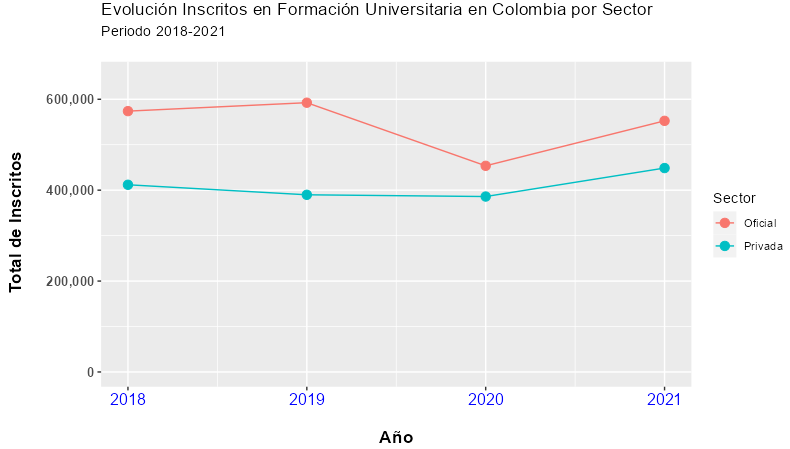 Evolución Inscritos en Formación Universitaria en Colombia por Sector
Periodo 2018-2021
Total de Inscritos
600,000
400,000
200,000
0
2018 2019 2020 2021
Año
Sector
Oficial
Privada